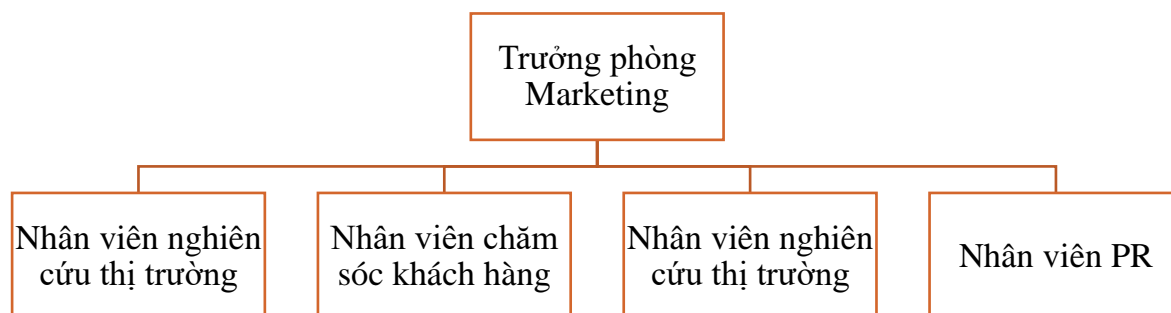 Trưởng phòng
Marketing
Nhân viên nghiên
cứu thị trường
Nhân viên chăm
sóc khách hàng
Nhân viên nghiên
cứu thị trường
Nhân viên PR